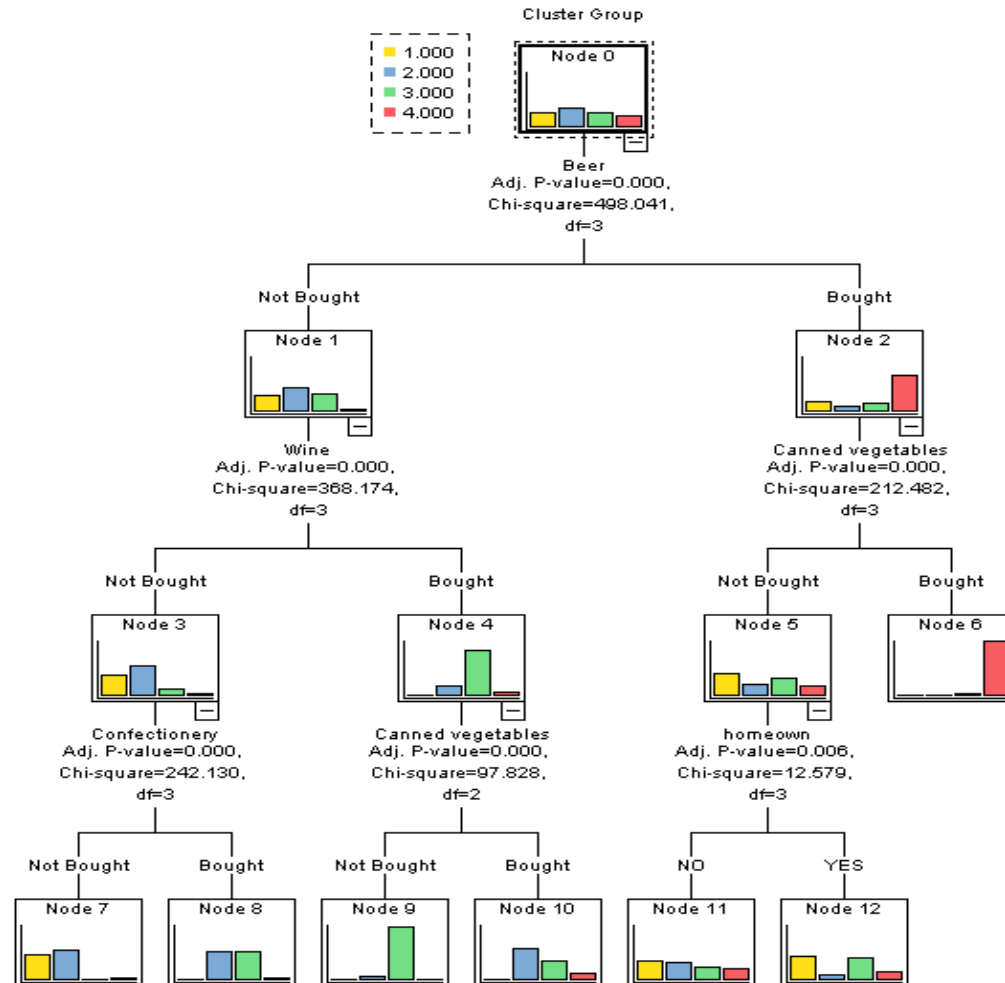 Cluster Group
1.000
2.000
3.000
4.000
Node 0
Beer
Adj. P-value=0.000,
Chi-square=498.041,
df=3
Not Bought
Bought
Node 1
Node 2
Wine
Adj. P-value=0.000,
Chi-square=368.174,
df=3
Canned vegetables
Adj. P-value=0.000,
Chi-square=212.482,
df=3
Not Bought
Bought
Not Bought
Bought
Node 3
Node 4
Node 5
Node 6
Confectionery
Adj. P-value=0.000,
Chi-square=242.130,
df=3
Canned vegetables
Adj. P-value=0.000,
Chi-square=97.828,
df=2
homeown
Adj. P-value=0.006,
Chi-square=12.579,
df=3
Not Bought
Bought
Not Bought
Bought
NO
YES
Node 7
Node 8
Node 9
Node 10
Node 11
Node 12